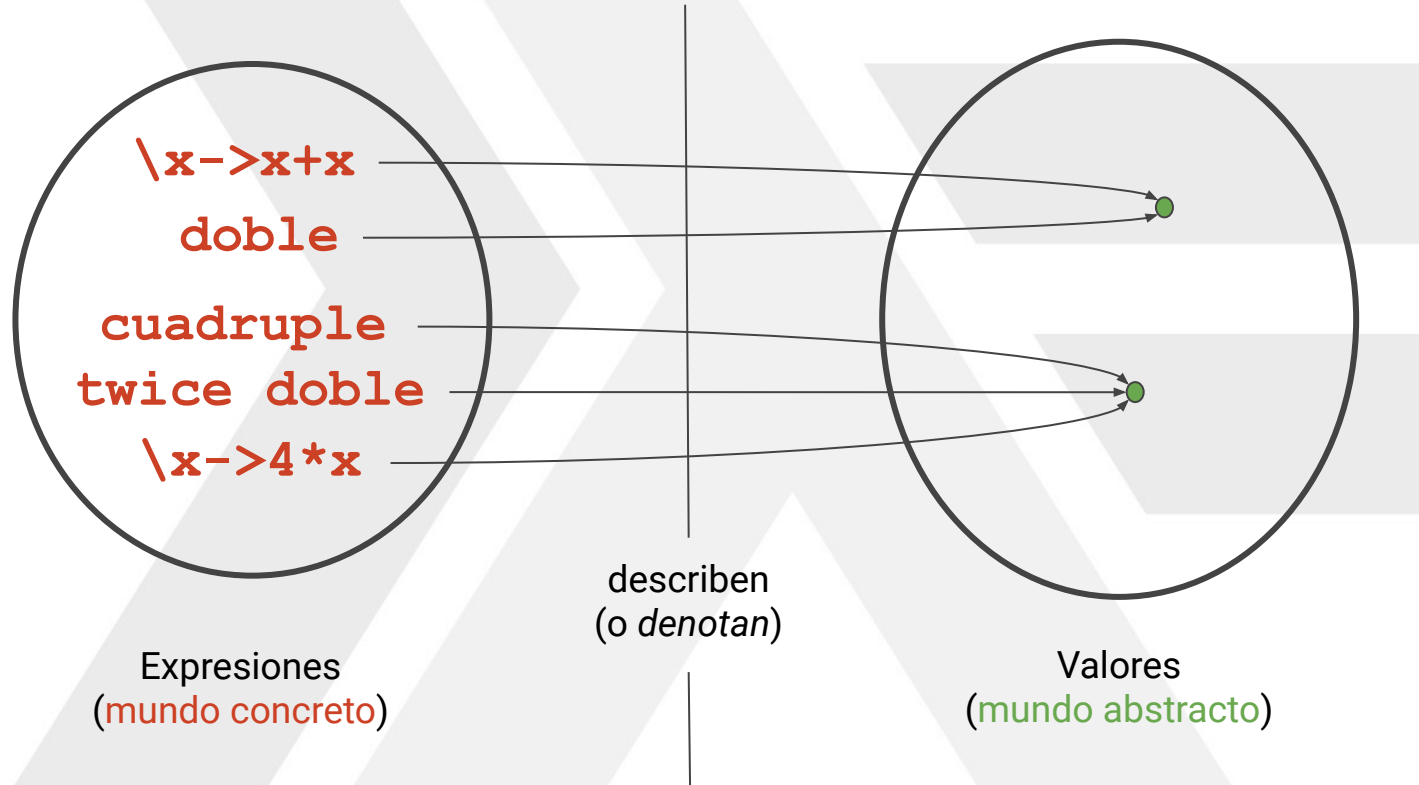 \x->x+x
doble
cuadruple
twice doble
\x->4*x
describen
(o denotan)
Expresiones
(mundo concreto)
Valores
(mundo abstracto)